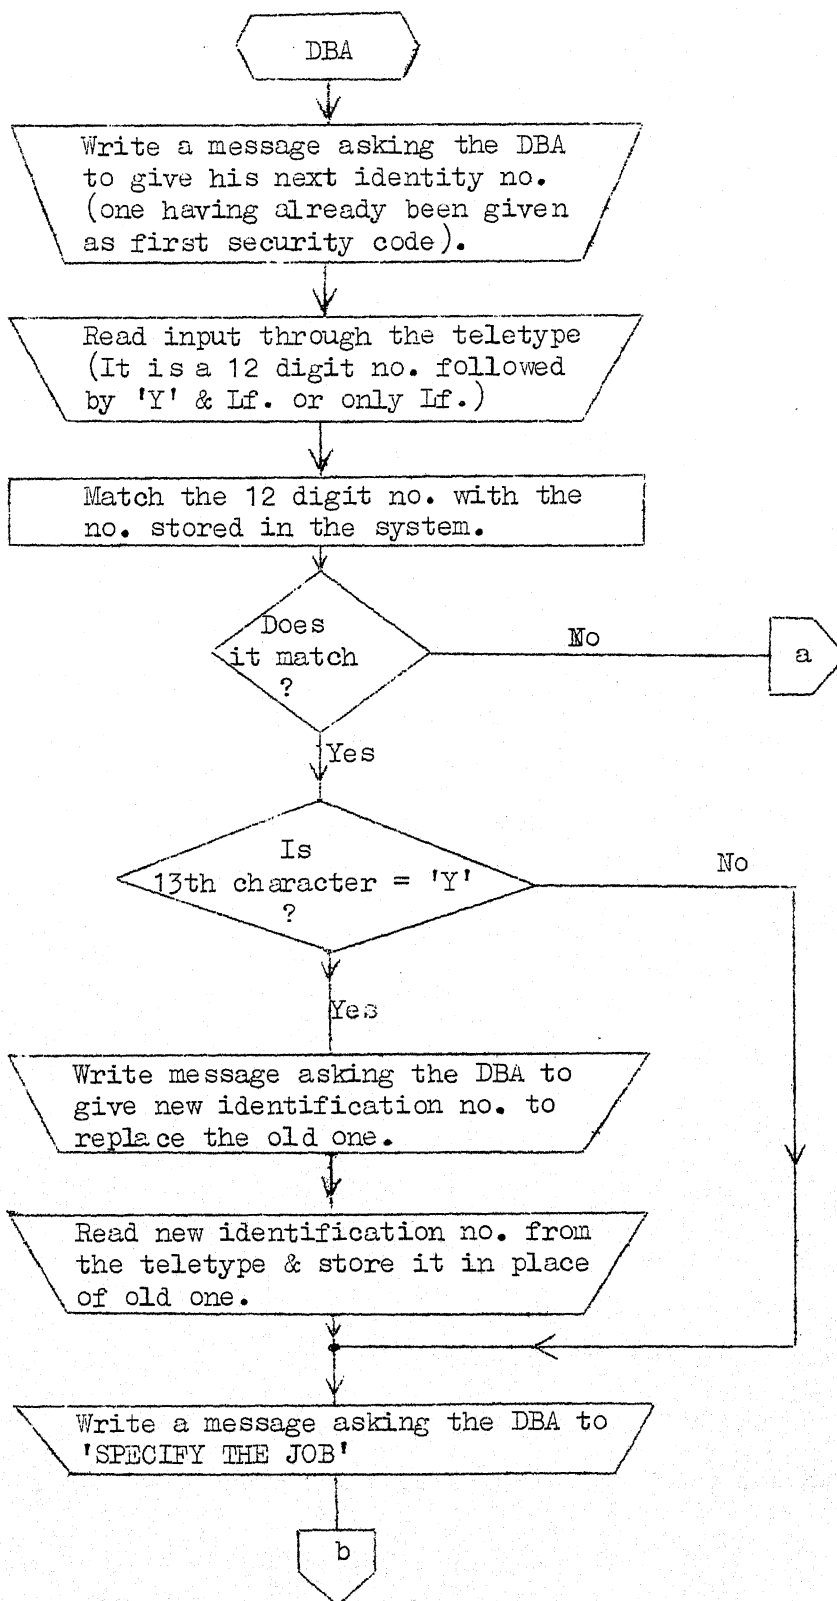 DBA
Write a message asking the DBA
to give his next identity no.
(one having already been given
as first security code).
Read input through the teletype
(It is a 12 digit no. followed
by 'Y' & Lf. or only Lf.)
Match the 12 digit no. with the
no. stored in the system.
Does
it match
?
No
a
Yes
Is
13th character = 'Y'
?
No
Yes
Write message asking the DBA to
give new identification no. to
replace the old one.
Read new identification no. from
the teletype & store it in place
of old one.
Write a message asking the DBA to
'SPECIFY THE JOB'
b